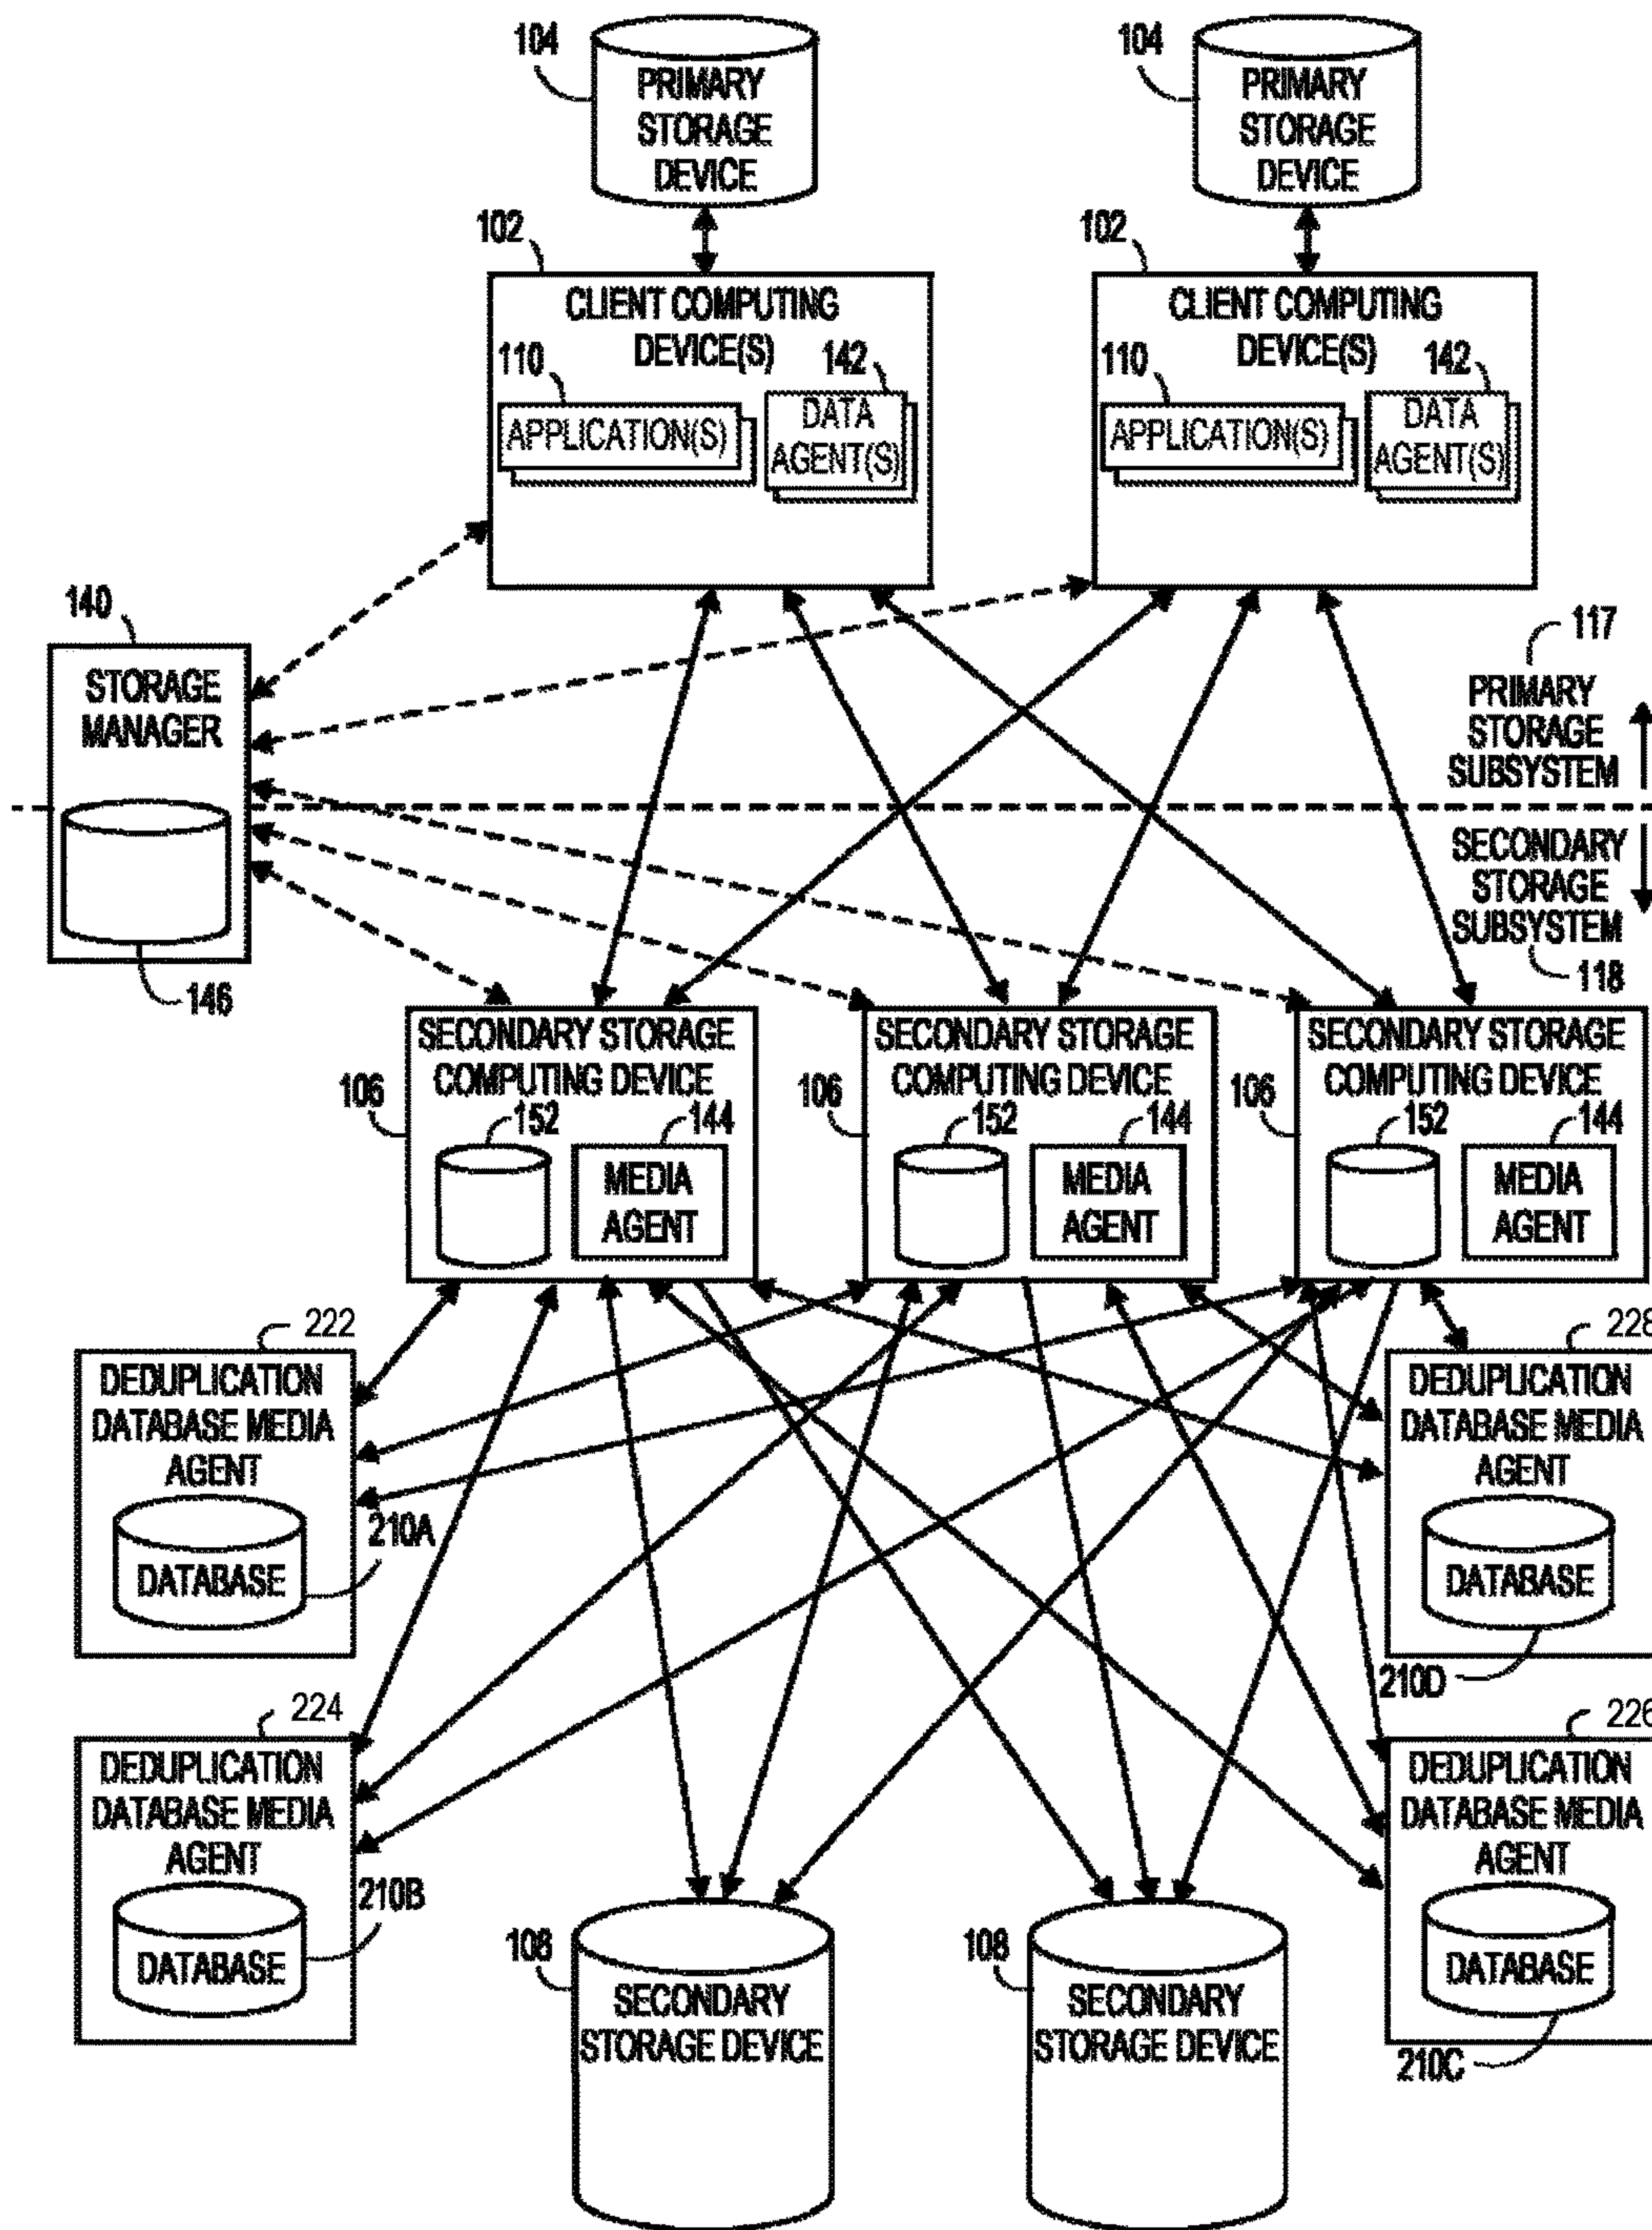 104
PRIMARY
STORAGE
DEVICE
104
PRIMARY
STORAGE
DEVICE
102
CLIENT COMPUTING
DEVICE(S)
110
142
APPLICATION(S)
DATA
AGENT(S)
102
CLIENT COMPUTING
DEVICE(S)
110
142
APPLICATION(S)
DATA
AGENT(S)
140
STORAGE
MANAGER
146
117
PRIMARY
STORAGE
SUBSYSTEM
SECONDARY
STORAGE
SUBSYSTEM
118
SECONDARY STORAGE
COMPUTING DEVICE
106
152
144
MEDIA
AGENT
SECONDARY STORAGE
COMPUTING DEVICE
106
152
144
MEDIA
AGENT
SECONDARY STORAGE
COMPUTING DEVICE
106
152
144
MEDIA
AGENT
222
DEDUPLICATION
DATABASE MEDIA
AGENT
210A
DATABASE
228
DEDUPLICATION
DATABASE MEDIA
AGENT
DATABASE
210D
224
DEDUPLICATION
DATABASE MEDIA
AGENT
210B
DATABASE
226
DEDUPLICATION
DATABASE MEDIA
AGENT
DATABASE
210C
108
SECONDARY
STORAGE DEVICE
108
SECONDARY
STORAGE DEVICE